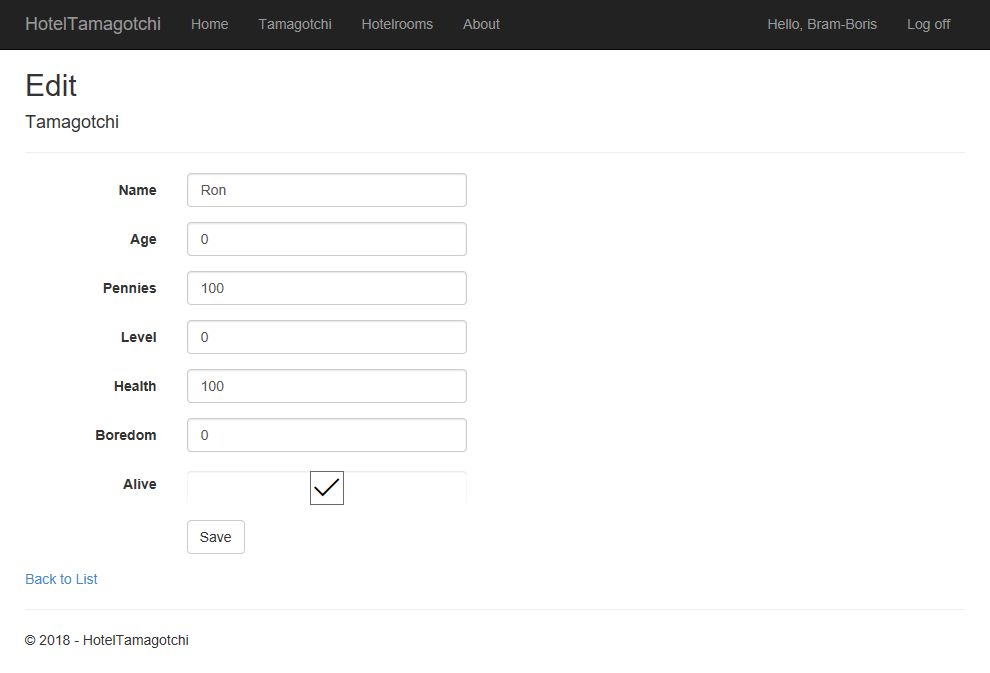 HotelTamagotchi Home Tamagotchi Hotelrooms About Hello, Bram-Boris Log off
Edit
Tamagotchi
Name Ron
Age 0
Pennies 100
Level 0
Health 100
Boredom 0
Alive
Save
Back to List
© 2018 - HotelTamagotchi